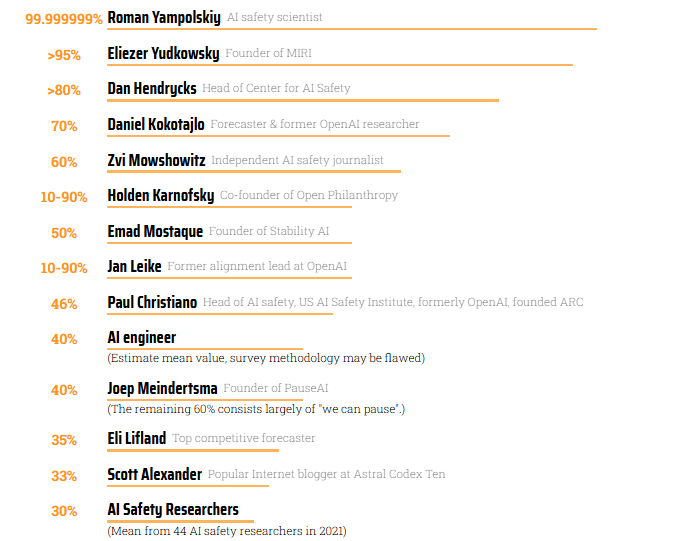 99.999999% Roman Yampolskiy AI safety scientist
>95% Eliezer Yudkowsky Founder of MIRI
>80% Dan Hendrycks Head of Center for AI Safety
70% Daniel Kokotajlo Forecaster & former OpenAI researcher
60% Zvi Mowshowitz Independent AI safety journalist
10-90% Holden Karnofsky Co-founder of Open Philanthropy
50% Emad Mostaque Founder of Stability AI
10-90% Jan Leike Former alignment lead at OpenAI
46% Paul Christiano Head of AI safety, US AI Safety Institute, formerly OpenAI, founded ARC
40% AI engineer
(Estimate mean value, survey methodology may be flawed)
40% Joep Meindertsma Founder of PauseAI
(The remaining 60% consists largely of "we can pause".)
35% Eli Lifland Top competitive forecaster
33% Scott Alexander Popular Internet blogger at Astral Codex Ten
30% AI Safety Researchers
(Mean from 44 AI safety researchers in 2021)